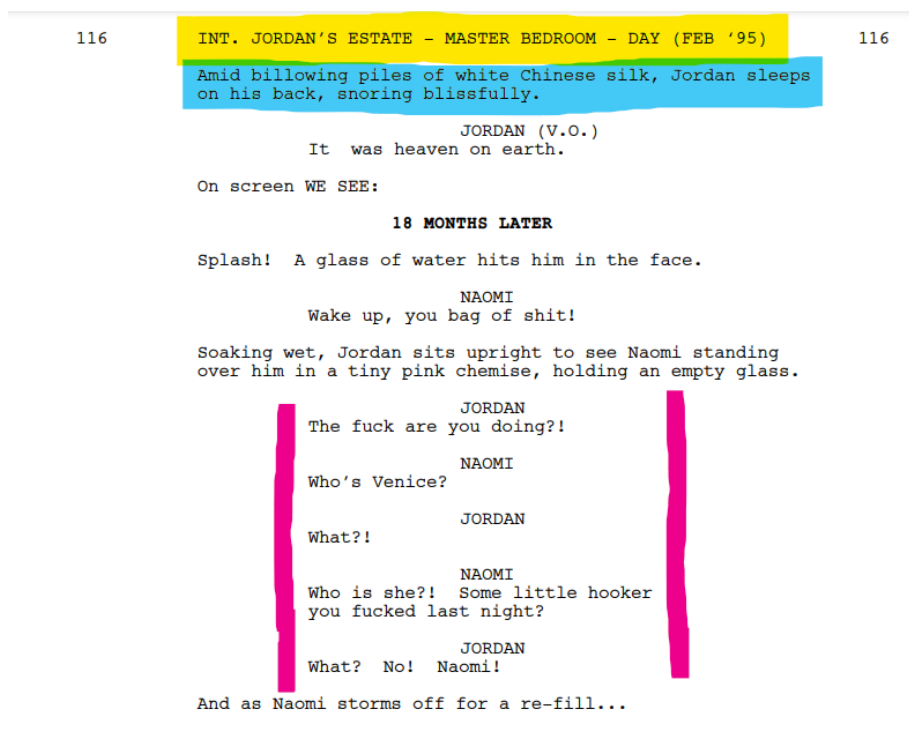 116 INT. JORDAN'S ESTATE – MASTER BEDROOM – DAY (FEB '95) 116
Amid billowing piles of white Chinese silk, Jordan sleeps
on his back, snoring blissfully.
JORDAN (V.O.)
It  was heaven on earth.
On screen WE SEE:
18 MONTHS LATER
Splash!  A glass of water hits him in the face.
NAOMI
Wake up, you bag of shit!
Soaking wet, Jordan sits upright to see Naomi standing
over him in a tiny pink chemise, holding an empty glass.
JORDAN
The fuck are you doing?!
NAOMI
Who's Venice?
JORDAN
What?!
NAOMI
Who is she?!  Some little hooker
you fucked last night?
JORDAN
What?  No!  Naomi!
And as Naomi storms off for a re-fill...